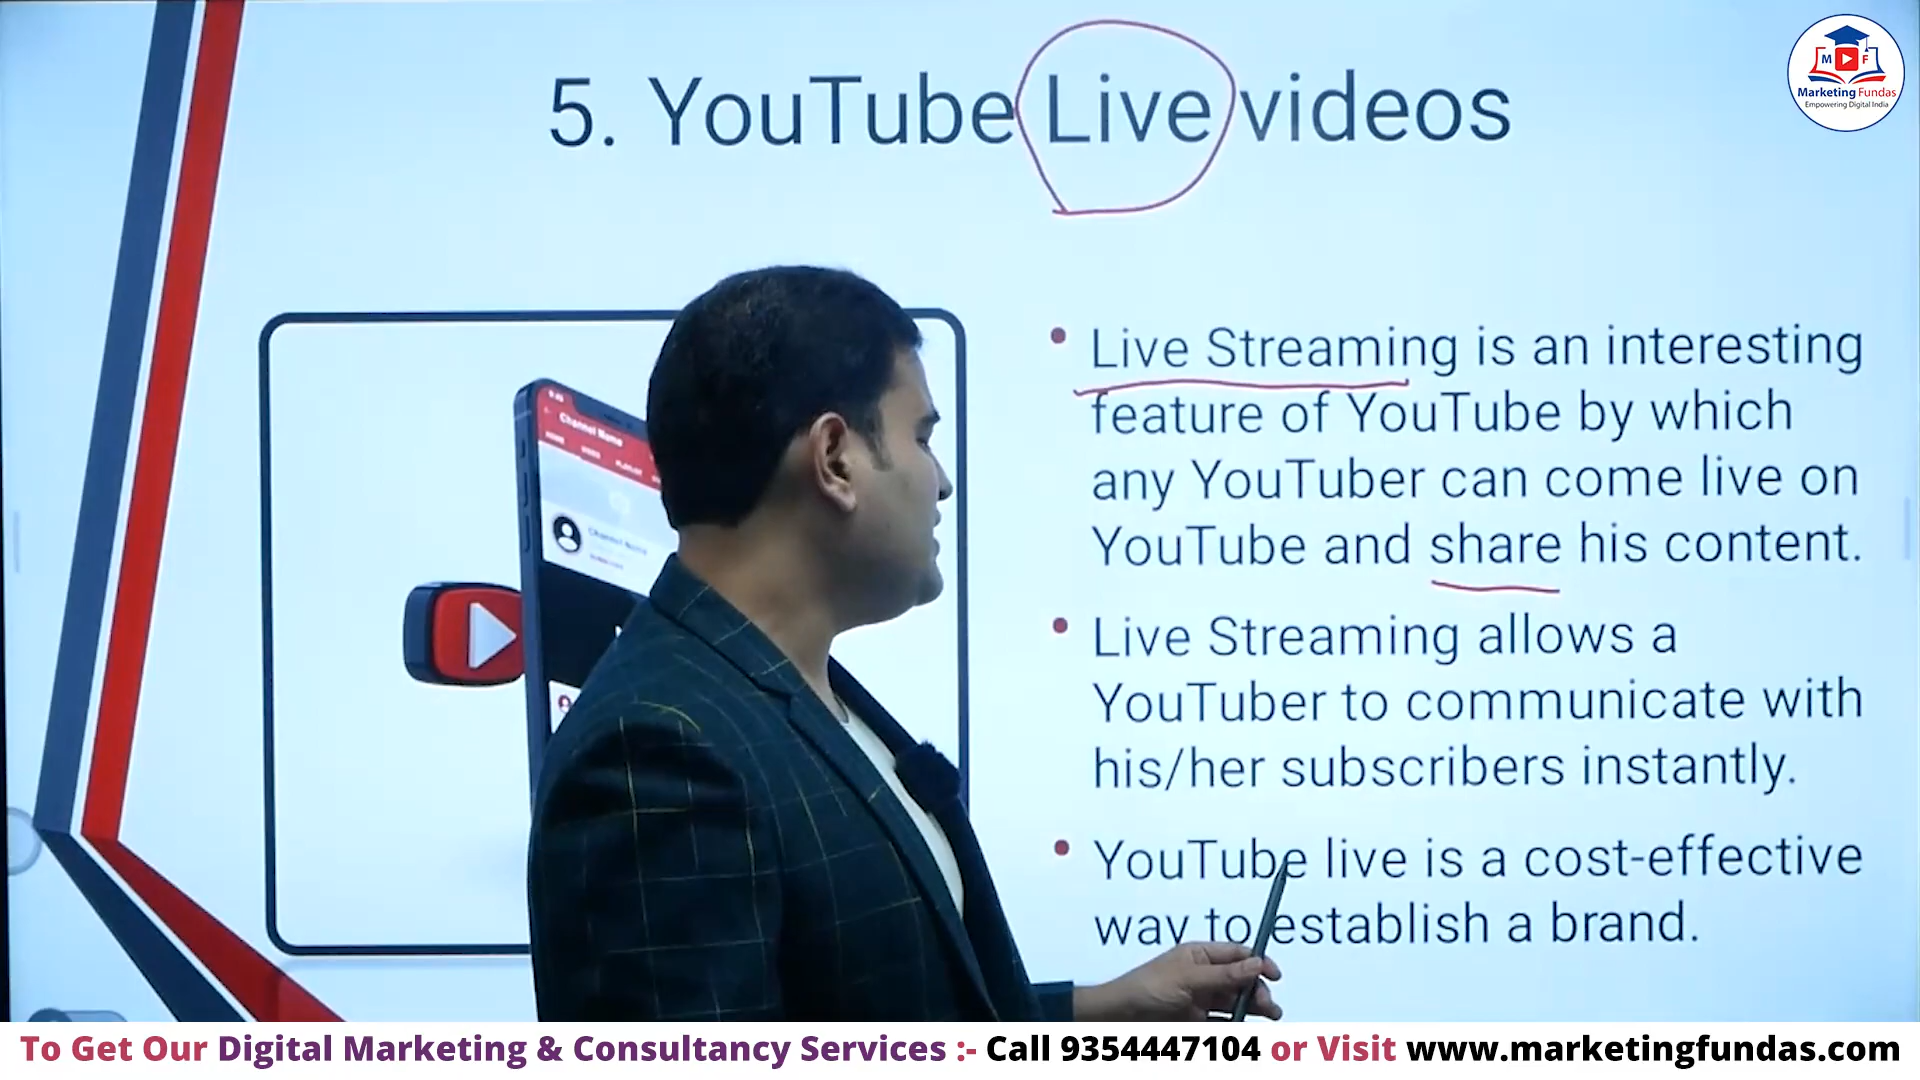 5. YouTube Live videos
M F
Marketing Fundas
Empowering Digital India
Channel Name
Live Streaming is an interesting
feature of YouTube by which
any YouTuber can come live on
YouTube and share his content.
Live Streaming allows a
YouTuber to communicate with
his/her subscribers instantly.
YouTube live is a cost-effective
way to establish a brand.
To Get Our Digital Marketing & Consultancy Services :- Call 9354447104 or Visit www.marketingfundas.com